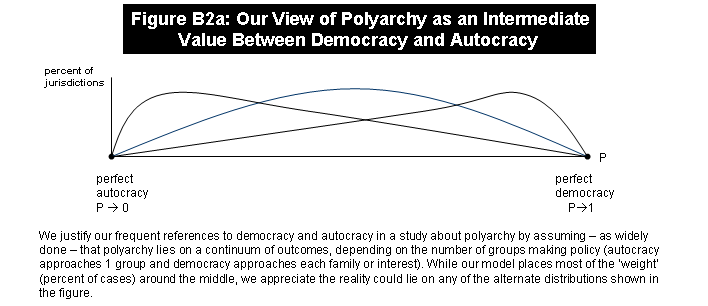 Figure B2a: Our View of Polyarchy as an Intermediate
Value Between Democracy and Autocracy
percent of
jurisdictions
P
perfect
autocracy
P → 0
perfect
democracy
P→1
We justify our frequent references to democracy and autocracy in a study about polyarchy by assuming – as widely
done – that polyarchy lies on a continuum of outcomes, depending on the number of groups making policy (autocracy
approaches 1 group and democracy approaches each family or interest). While our model places most of the 'weight'
(percent of cases) around the middle, we appreciate the reality could lie on any of the alternate distributions shown in
the figure.